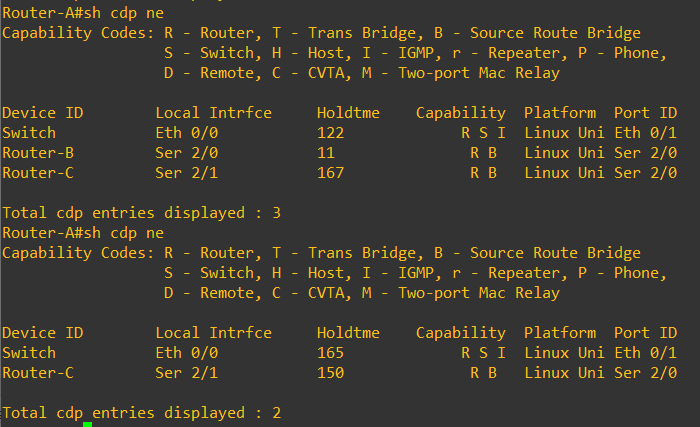 Router-A#sh cdp ne
Capability Codes: R - Router, T - Trans Bridge, B - Source Route Bridge
                  S - Switch, H - Host, I - IGMP, r - Repeater, P - Phone,
                  D - Remote, C - CVTA, M - Two-port Mac Relay

Device ID        Local Intrfce     Holdtme    Capability  Platform  Port ID
Switch           Eth 0/0           122             R S I  Linux Uni Eth 0/1
Router-B         Ser 2/0           11               R B   Linux Uni Ser 2/0
Router-C         Ser 2/1           167              R B   Linux Uni Ser 2/0

Total cdp entries displayed : 3
Router-A#sh cdp ne
Capability Codes: R - Router, T - Trans Bridge, B - Source Route Bridge
                  S - Switch, H - Host, I - IGMP, r - Repeater, P - Phone,
                  D - Remote, C - CVTA, M - Two-port Mac Relay

Device ID        Local Intrfce     Holdtme    Capability  Platform  Port ID
Switch           Eth 0/0           165             R S I  Linux Uni Eth 0/1
Router-C         Ser 2/1           150              R B   Linux Uni Ser 2/0

Total cdp entries displayed : 2